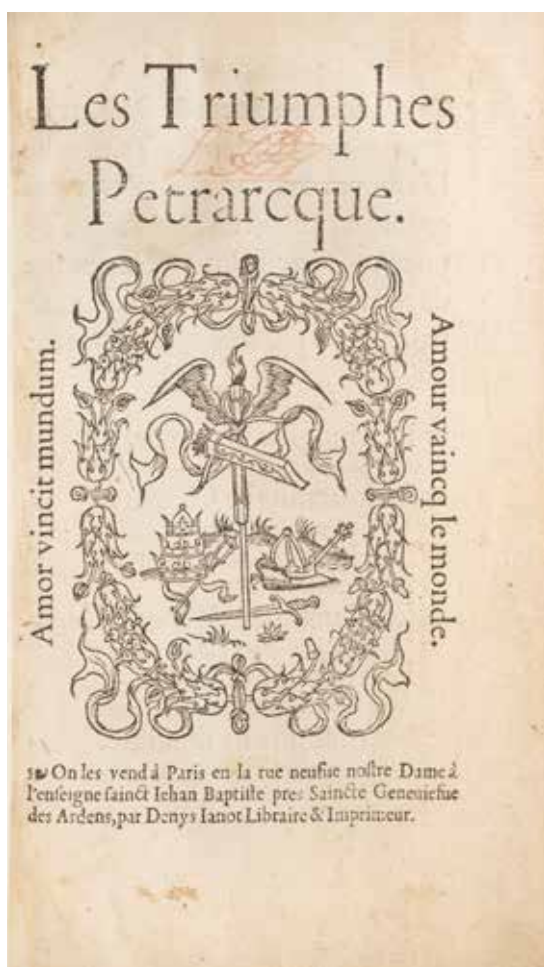 Les Triumphes
Petrarcque.
Amor vincit mundum.
Amour vaincq le monde.
On les vend à Paris en la rue neufue noſtre Dame à
l'enſeigne ſainct Iehan Baptiſte pres Saincte Geneuiefue
des Ardens, par Denys Ianot Libraire & Imprimeur.